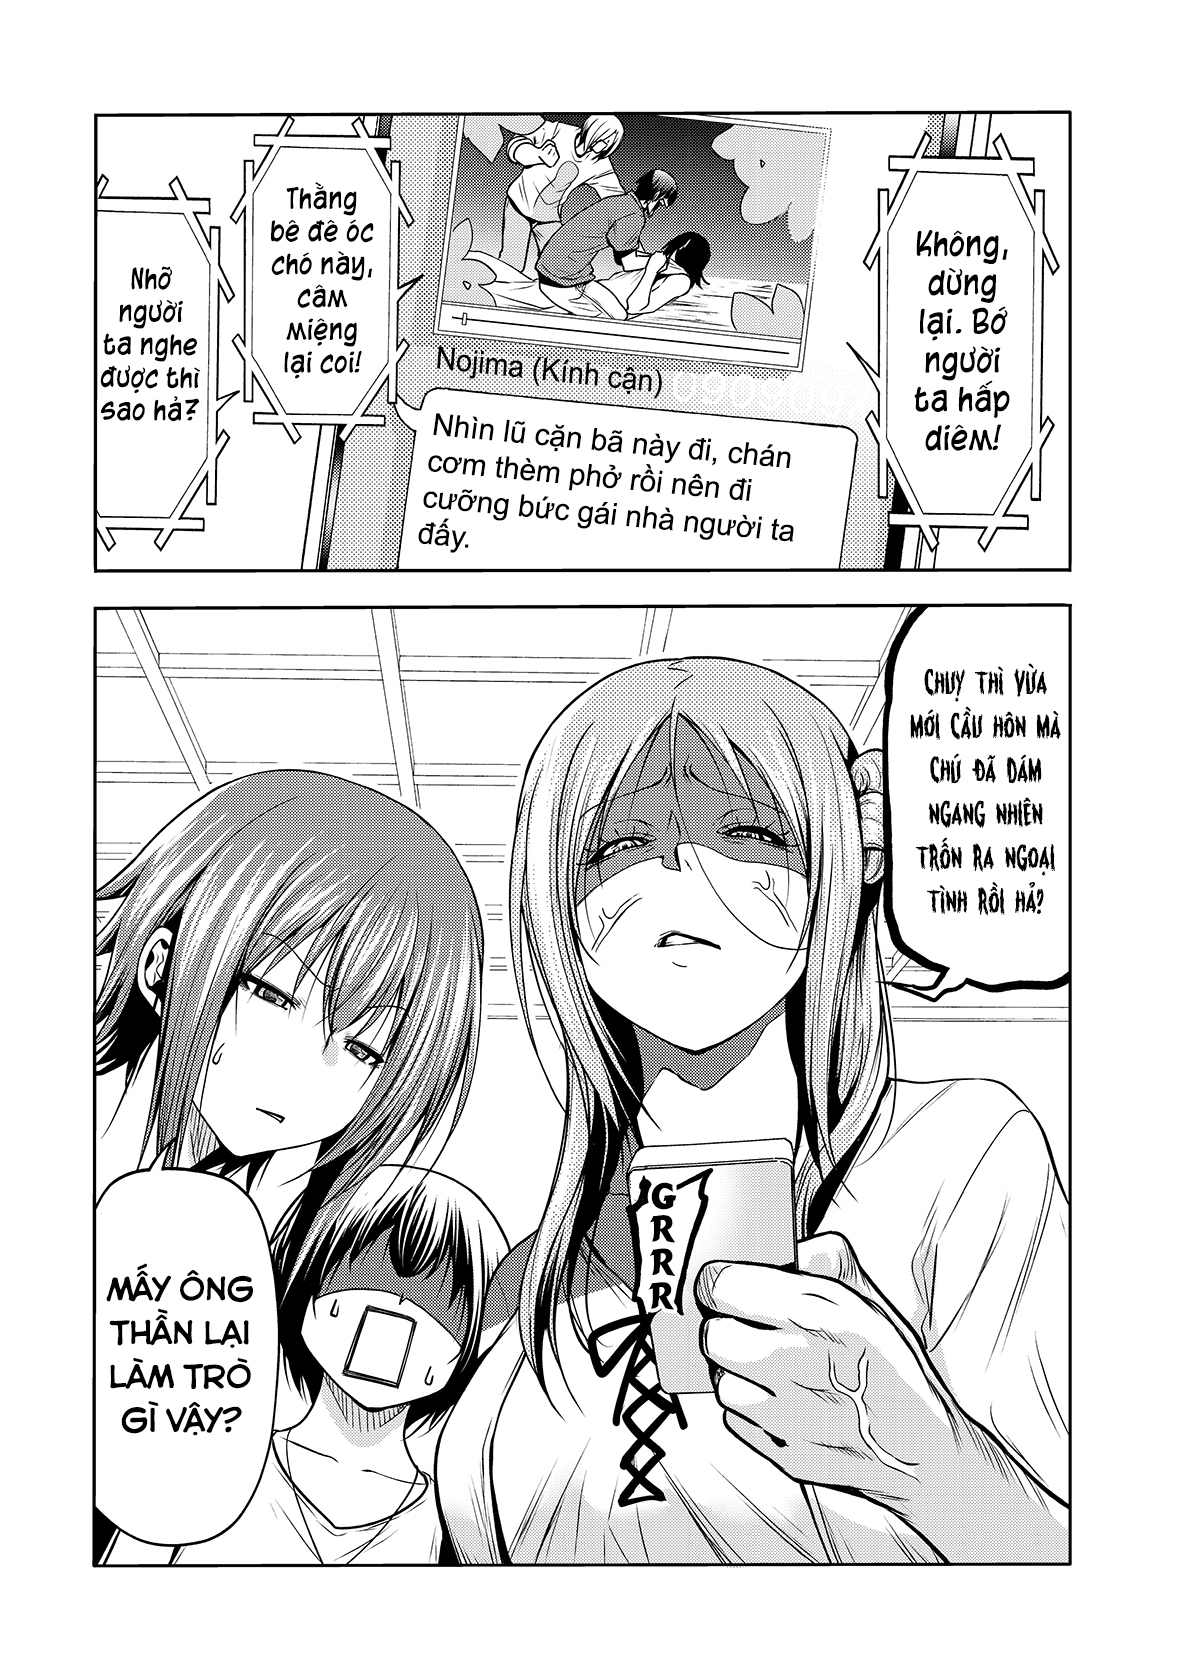 Không,
dừng
lại. Bớ
người
ta hấp
diêm!
Thằng
bê đê óc
chó này,
câm
miệng
lại coi!
Nhỡ
người
ta nghe
được thì
sao hả?
Nojima (Kính cận)
Nhìn lũ cặn bã này đi, chán
cơm thèm phở rồi nên đi
cưỡng bức gái nhà người ta
đấy.
CHUỴ THÌ VỪA
MỚI CẦU HÔN MÀ
CHÚ ĐÃ DÁM
NGANG NHIÊN
TRỐN RA NGOẠI
TÌNH RỒI HẢ?
GRRR
MẤY ÔNG
THẦN LẠI
LÀM TRÒ
GÌ VẬY?